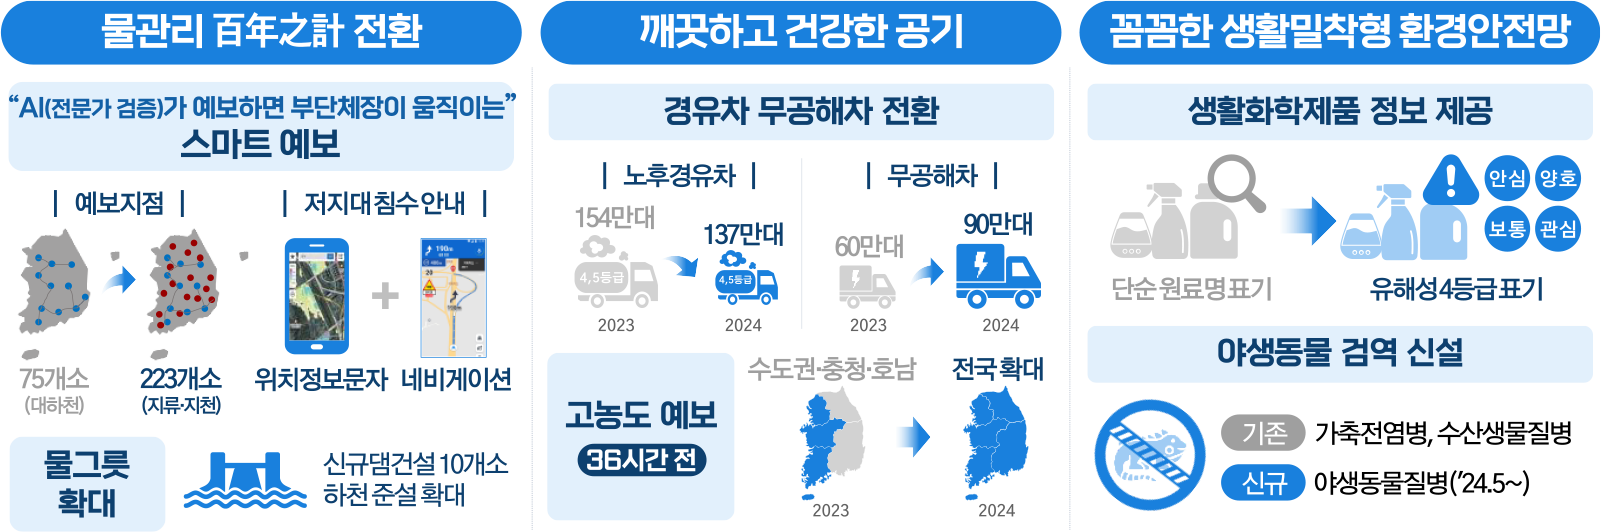 물관리 百年之計 전환
“AI(전문가 검증)가 예보하면 부단체장이 움직이는”
스마트 예보
예보지점
75개소
(대하천)
223개소
(지류·지천)
저지대 침수 안내
위치정보문자
190m
20
네비게이션
물그릇
확대
신규댐건설 10개소
하천 준설 확대
깨끗하고 건강한 공기
경유차 무공해차 전환
노후경유차
154만대
4,5등급
2023
137만대
4,5등급
2024
무공해차
60만대
2023
90만대
2024
고농도 예보
36시간 전
수도권·충청·호남
2023
전국 확대
2024
꼼꼼한 생활밀착형 환경안전망
생활화학제품 정보 제공
단순 원료명 표기
안심 양호
보통 관심
유해성 4등급 표기
야생동물 검역 신설
기존 가축전염병, 수산생물질병
신규 야생동물질병(’24.5~)